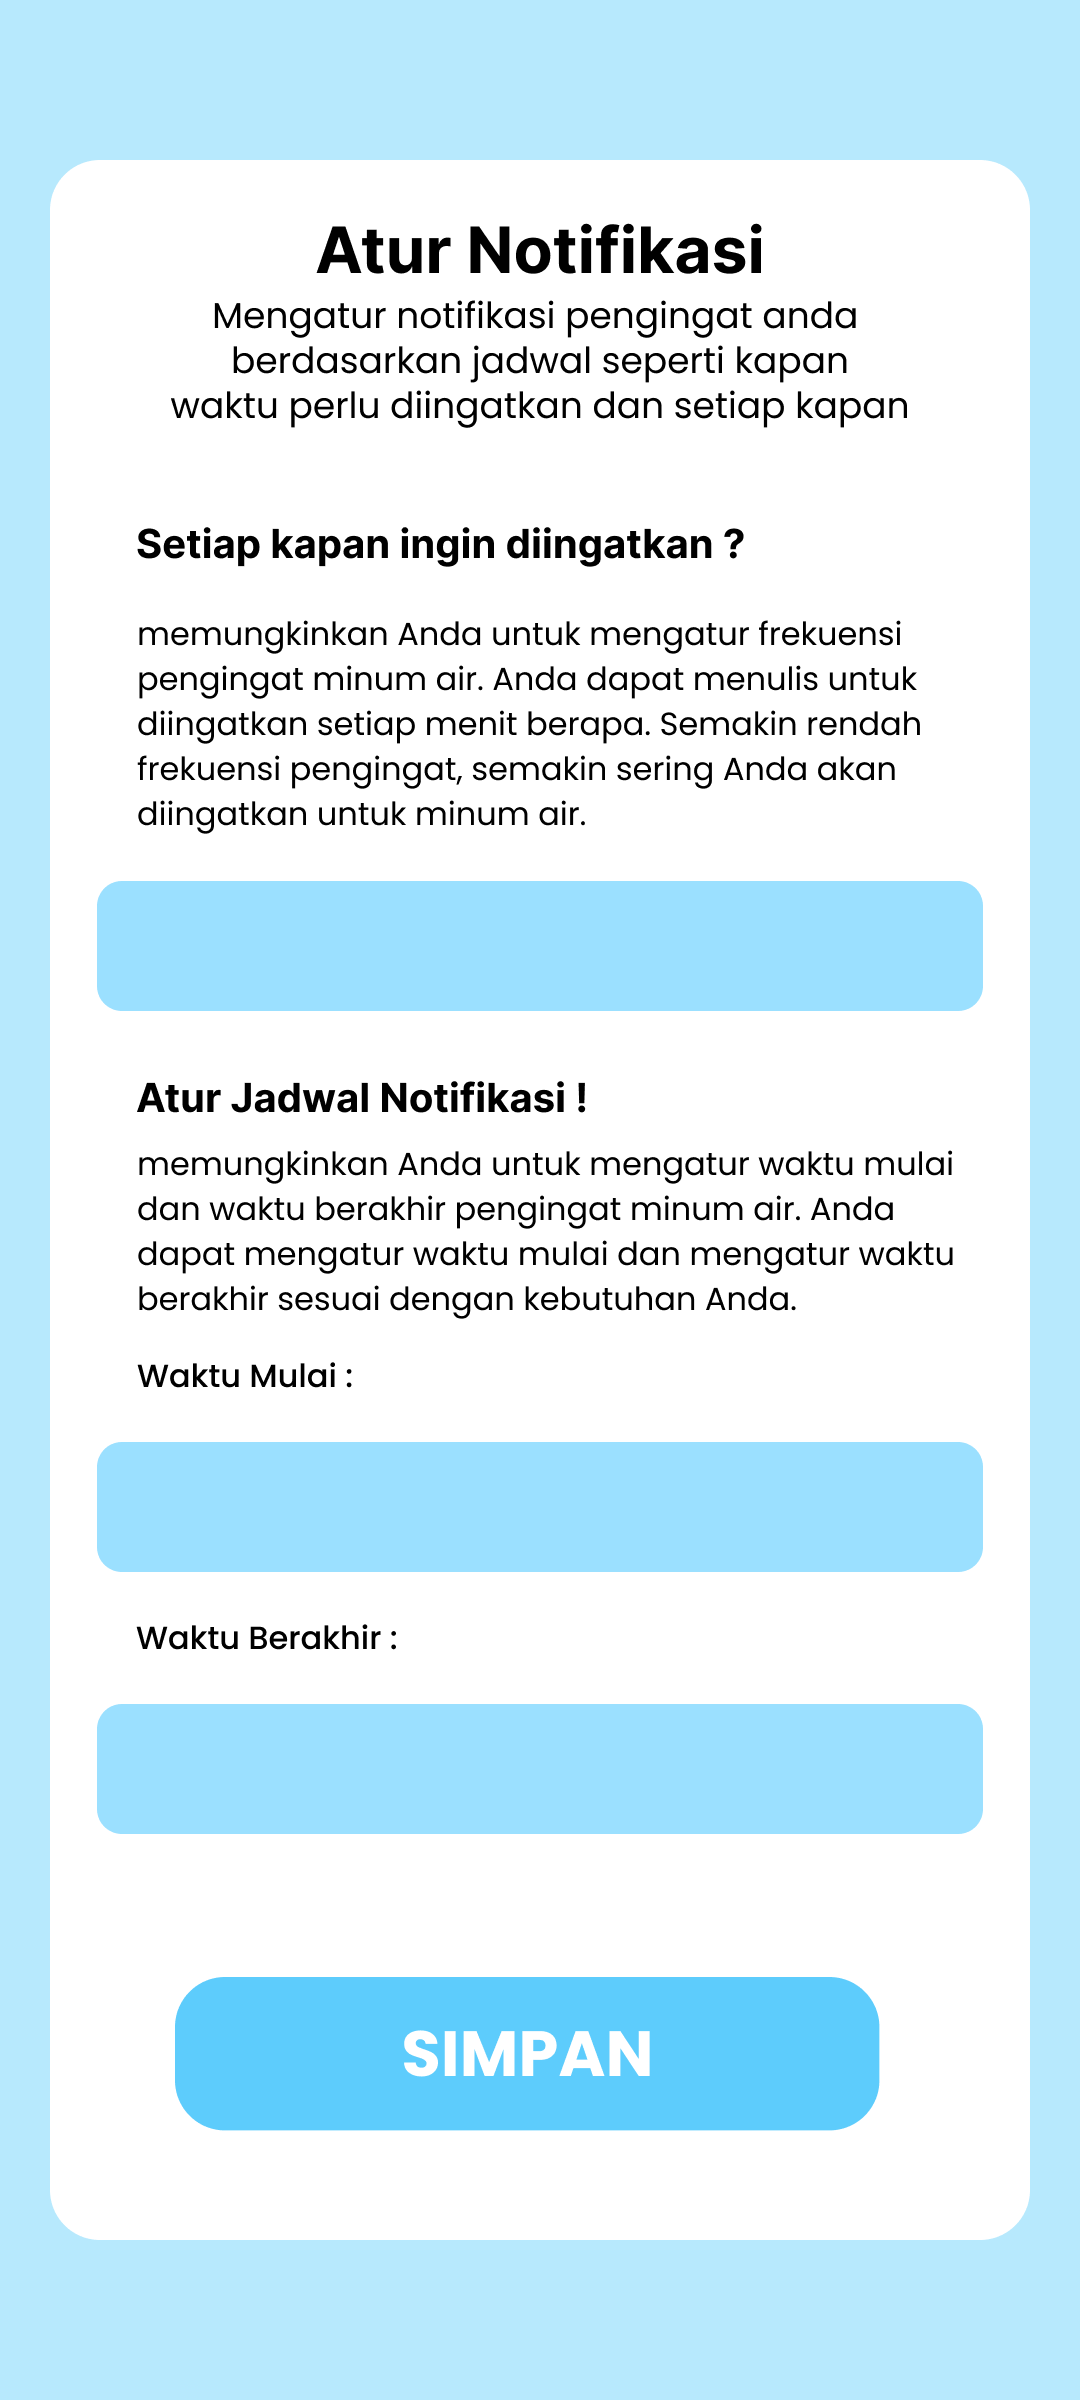 Atur Notifikasi
Mengatur notifikasi pengingat anda
berdasarkan jadwal seperti kapan
waktu perlu diingatkan dan setiap kapan
Setiap kapan ingin diingatkan ?
memungkinkan Anda untuk mengatur frekuensi
pengingat minum air. Anda dapat menulis untuk
diingatkan setiap menit berapa. Semakin rendah
frekuensi pengingat, semakin sering Anda akan
diingatkan untuk minum air.
Atur Jadwal Notifikasi !
memungkinkan Anda untuk mengatur waktu mulai
dan waktu berakhir pengingat minum air. Anda
dapat mengatur waktu mulai dan mengatur waktu
berakhir sesuai dengan kebutuhan Anda.
Waktu Mulai :
Waktu Berakhir :
SIMPAN